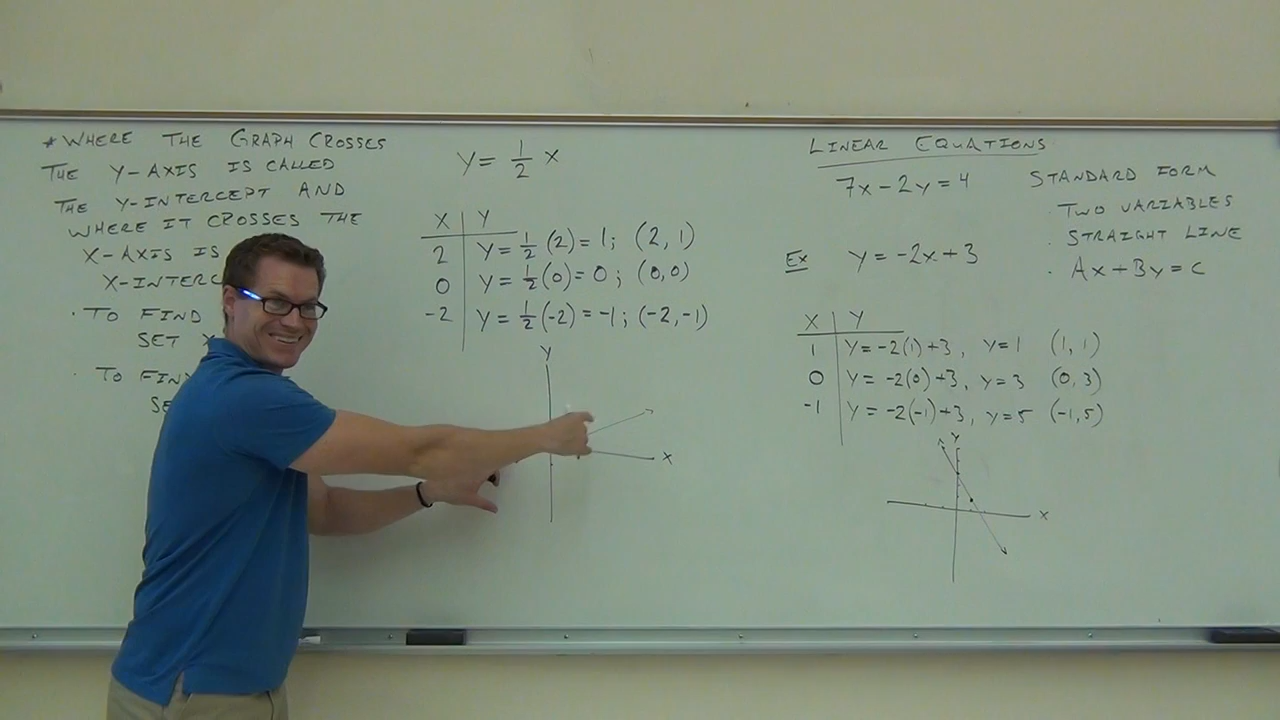 * WHERE THE GRAPH CROSSES
THE Y-AXIS IS CALLED
THE Y-INTERCEPT AND
WHERE IT CROSSES THE
X-AXIS IS
· TO FIND
SET
· TO FIND
y = 1/2 x
X | Y
2 | y = 1/2 (2) = 1; (2, 1)
0 | y = 1/2 (0) = 0; (0,0)
-2 | y = 1/2 (-2) = -1; (-2,-1)
Y
X
LINEAR EQUATIONS
7x - 2y = 4
STANDARD FORM
· TWO VARIABLES
· STRAIGHT LINE
· Ax + By = C
Ex y = -2x + 3
X | Y
1 | y = -2(1)+3, y = 1 (1, 1)
0 | y = -2(0)+3, y = 3 (0, 3)
-1 | y = -2(-1)+3, y = 5 (-1, 5)
Y
X